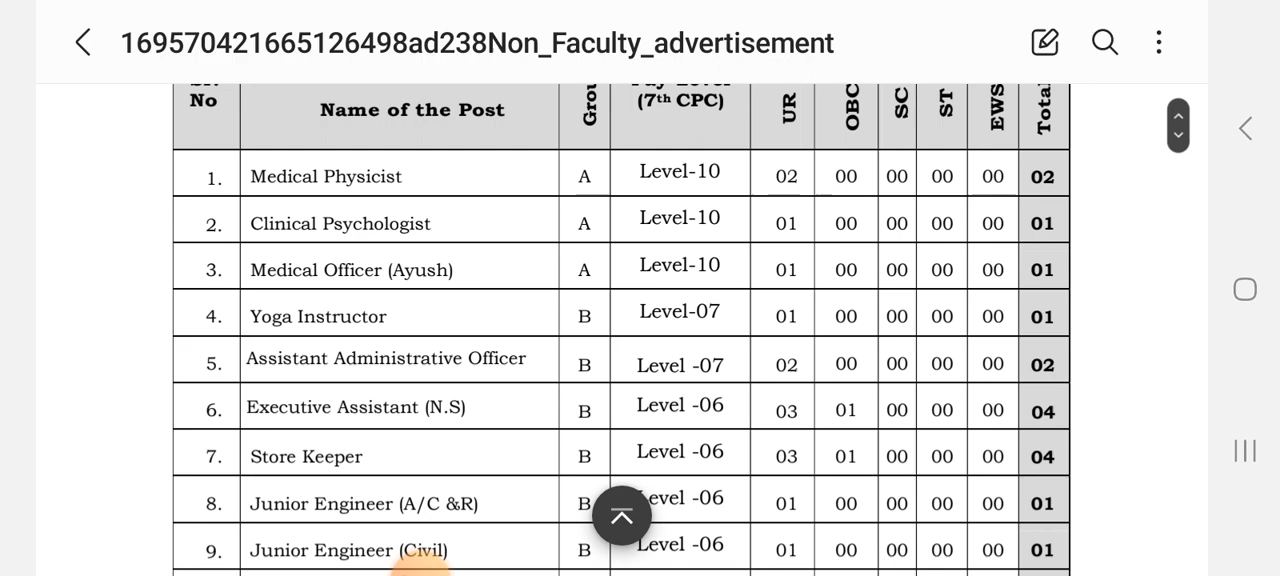 169570421665126498ad238Non_Faculty_advertisement
No Name of the Post (7th CPC) UR OBC SC ST EWS Total
1. Medical Physicist A Level-10 02 00 00 00 00 02
2. Clinical Psychologist A Level-10 01 00 00 00 00 01
3. Medical Officer (Ayush) A Level-10 01 00 00 00 00 01
4. Yoga Instructor B Level-07 01 00 00 00 00 01
5. Assistant Administrative Officer B Level -07 02 00 00 00 00 02
6. Executive Assistant (N.S) B Level -06 03 01 00 00 00 04
7. Store Keeper B Level -06 03 01 00 00 00 04
8. Junior Engineer (A/C &R) B Level -06 01 00 00 00 00 01
9. Junior Engineer (Civil) B Level -06 01 00 00 00 00 01